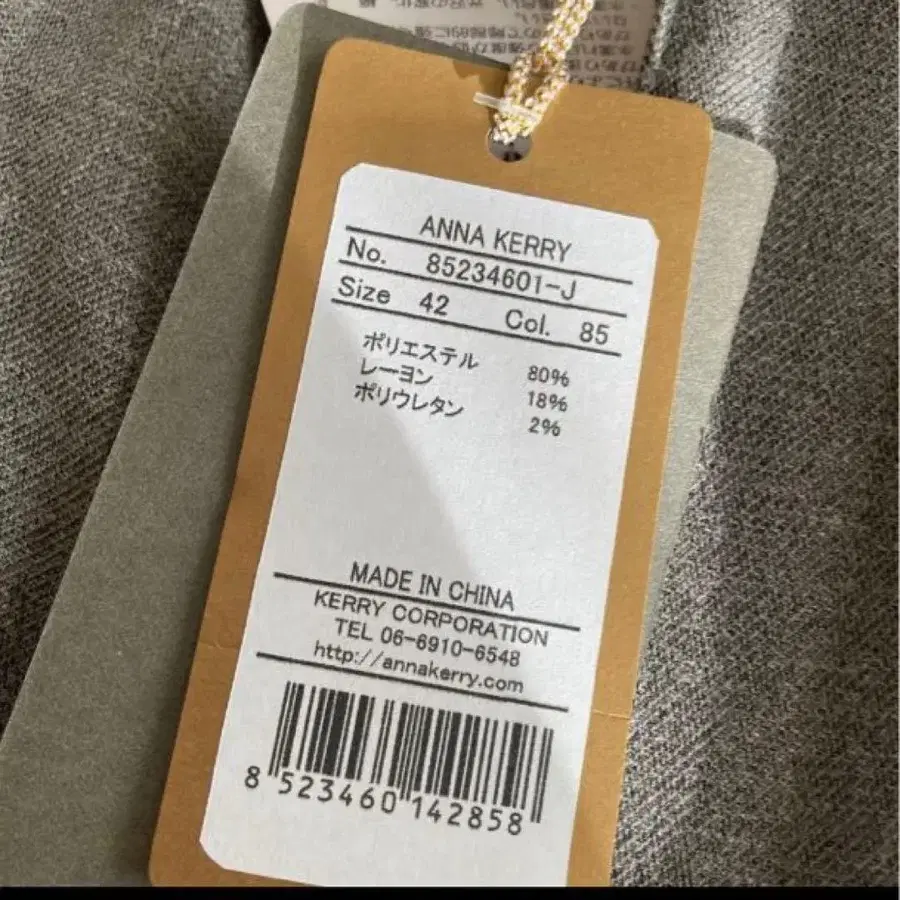 ANNA KERRY
No. 85234601-J
Size 42 Col. 85
ポリエステル 80%
レーヨン 18%
ポリウレタン 2%
MADE IN CHINA
KERRY CORPORATION
TEL 06-6910-6548
http://annakerry.com
8 523460 142858